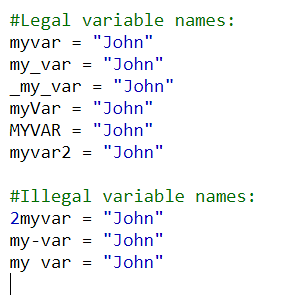 #Legal variable names:
myvar = "John"
my_var = "John"
_my_var = "John"
myVar = "John"
MYVAR = "John"
myvar2 = "John"
#Illegal variable names:
2myvar = "John"
my-var = "John"
my var = "John"